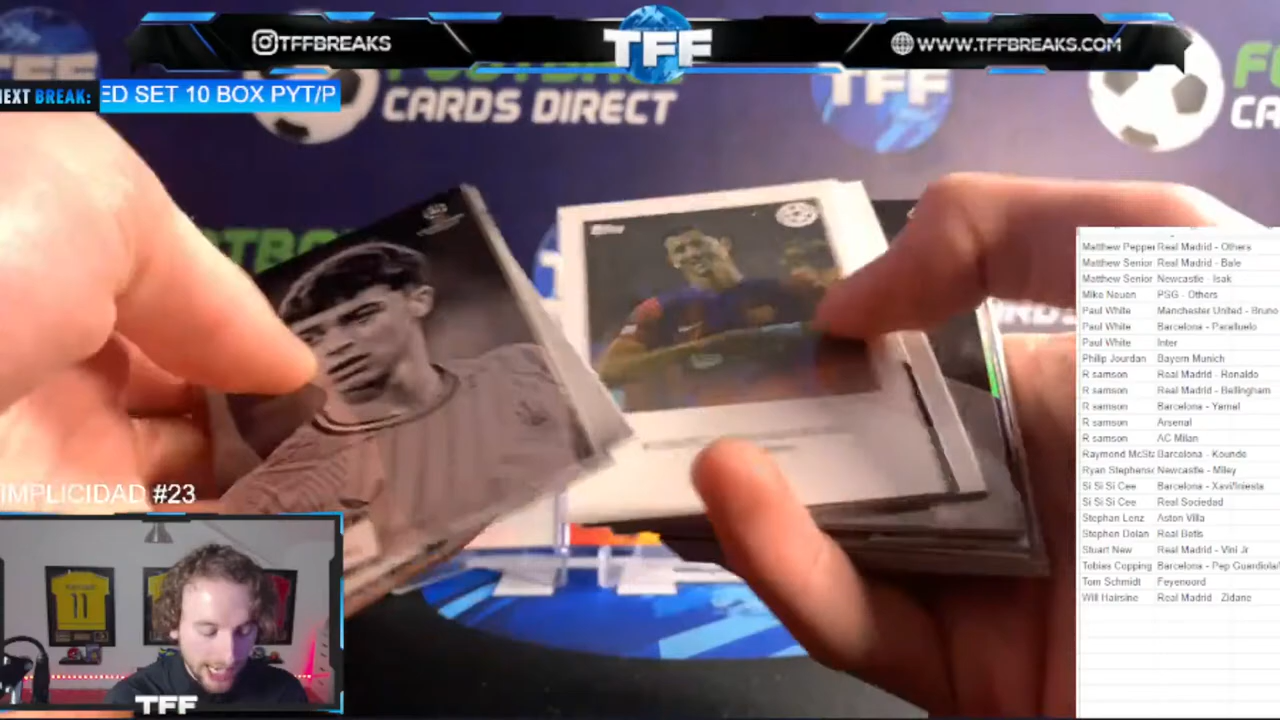 TFFBREAKS
TFF
WWW.TFFBREAKS.COM
NEXT BREAK:
ED SET 10 BOX PYT/P
CARDS DIRECT
TFF
CA
IMPLICIDAD #23
11
TFF
Matthew Pepper Real Madrid - Others
Matthew Senior Real Madrid - Bale
Matthew Senior Newcastle - Isak
Mike Neuen PSG - Others
Paul White Manchester United - Bruno
Paul White Barcelona - Paralluelo
Paul White Inter
Philip Jourdan Bayern Munich
R samson Real Madrid - Ronaldo
R samson Real Madrid - Bellingham
R samson Barcelona - Yamal
R samson Arsenal
R samson AC Milan
Raymond McSta Barcelona - Kounde
Ryan Stephens Newcastle - Miley
Si Si Si Cee Barcelona - Xavi/Iniesta
Si Si Si Cee Real Sociedad
Stephan Lenz Aston Villa
Stephen Dolan Real Betis
Stuart New Real Madrid - Vini Jr
Tobias Copping Barcelona - Pep Guardiola/
Tom Schmidt Feyenoord
Will Hairsine Real Madrid - Zidane